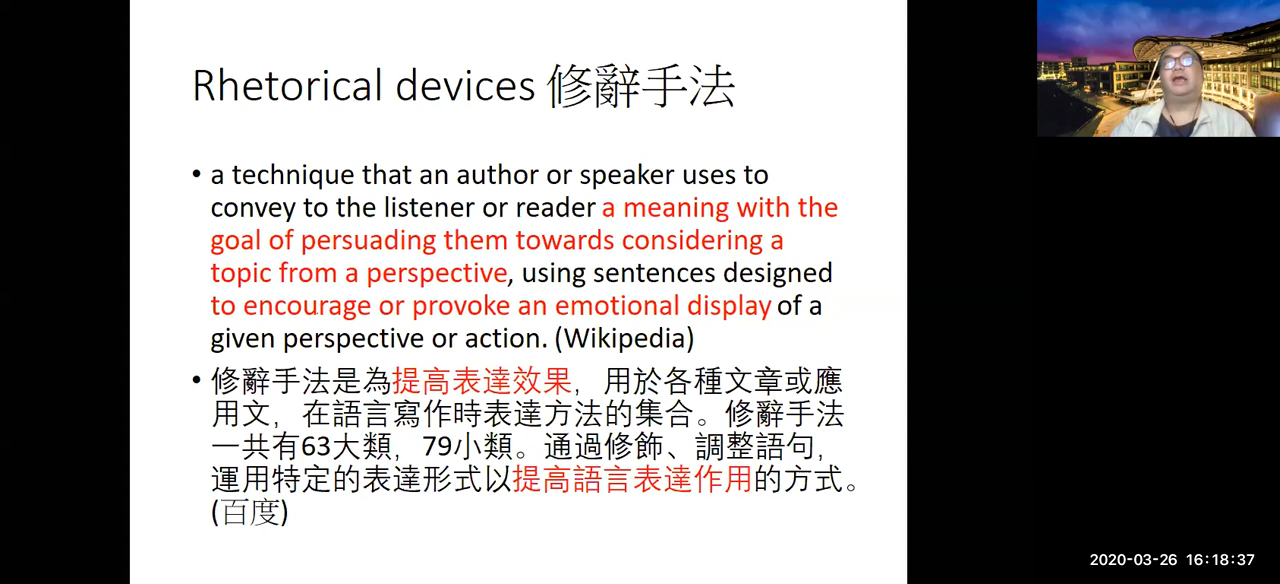 Rhetorical devices 修辭手法
• a technique that an author or speaker uses to
convey to the listener or reader a meaning with the
goal of persuading them towards considering a
topic from a perspective, using sentences designed
to encourage or provoke an emotional display of a
given perspective or action. (Wikipedia)
• 修辭手法是為提高表達效果，用於各種文章或應
用文，在語言寫作時表達方法的集合。修辭手法
一共有63大類，79小類。通過修飾、調整語句，
運用特定的表達形式以提高語言表達作用的方式。
(百度)
2020-03-26 16:18:37